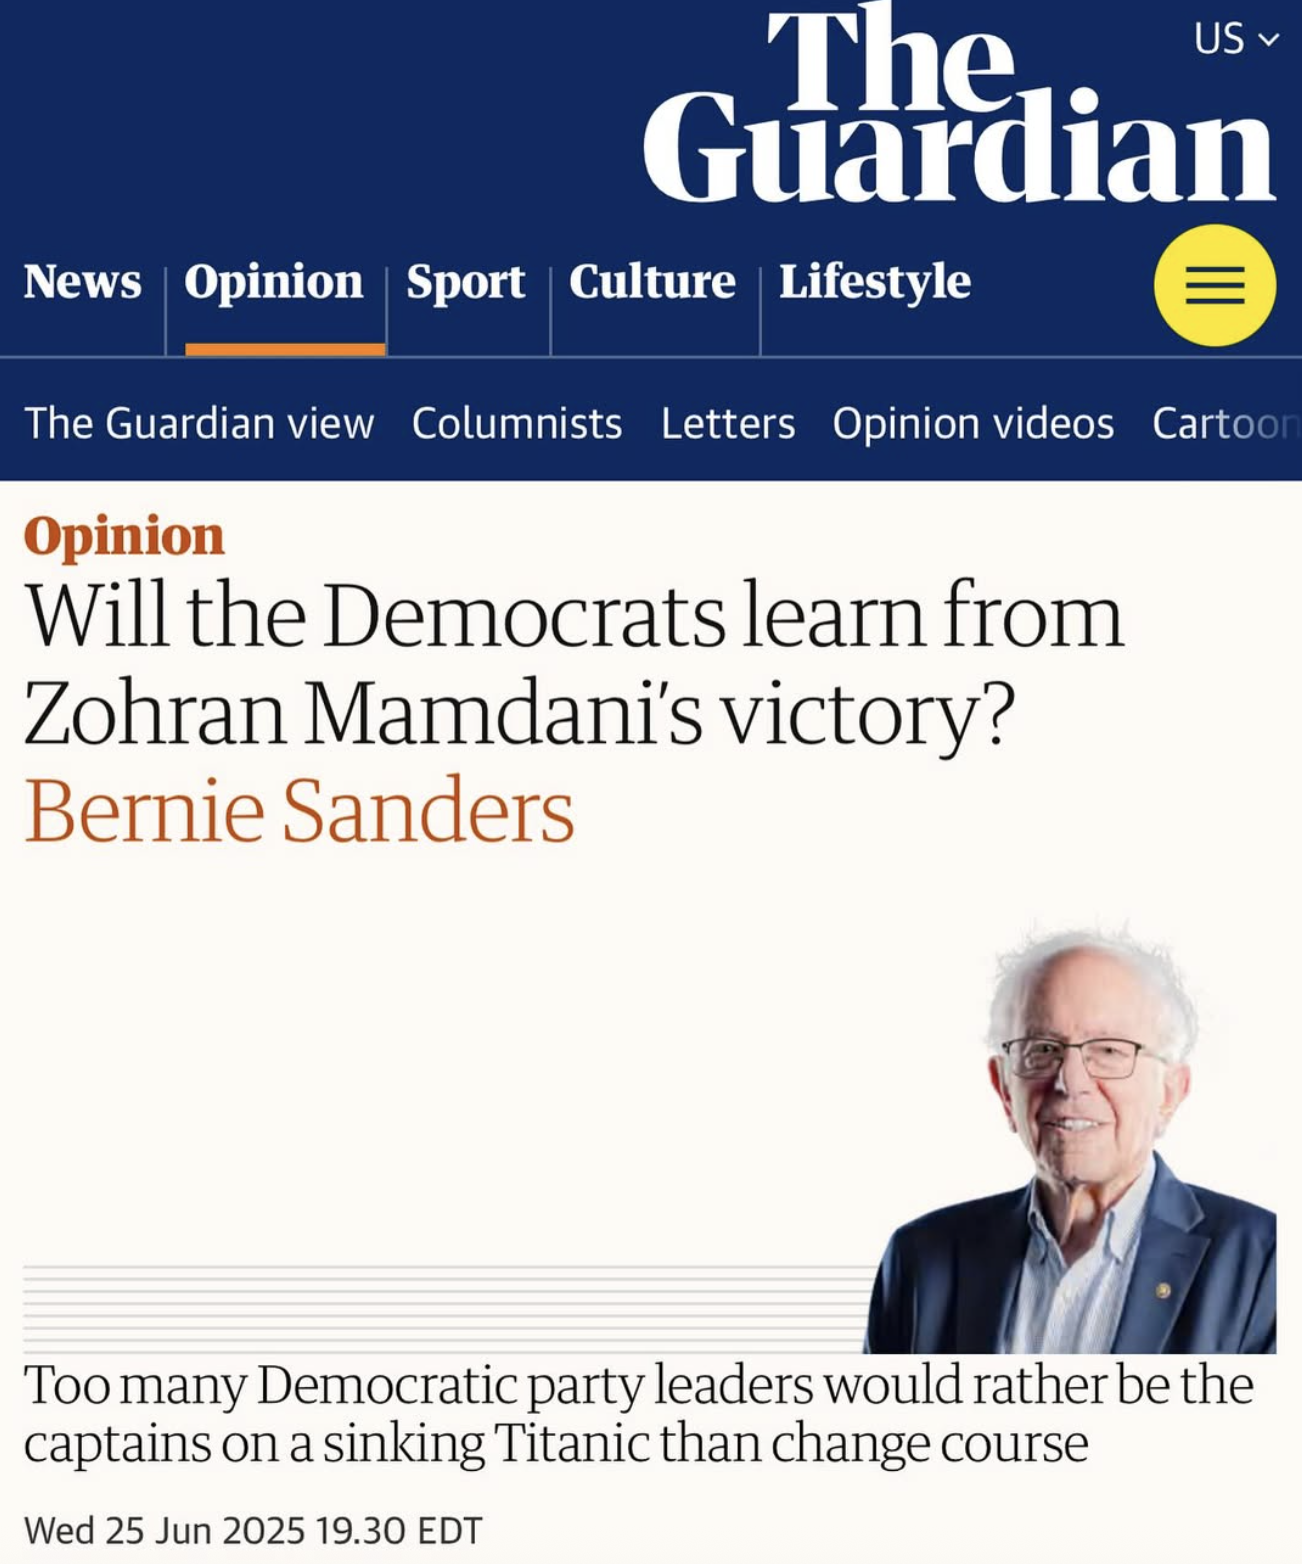 The
Guardian
US
News Opinion Sport Culture Lifestyle
The Guardian view Columnists Letters Opinion videos Cartoon
Opinion
Will the Democrats learn from
Zohran Mamdani's victory?
Bernie Sanders
Too many Democratic party leaders would rather be the
captains on a sinking Titanic than change course
Wed 25 Jun 2025 19.30 EDT